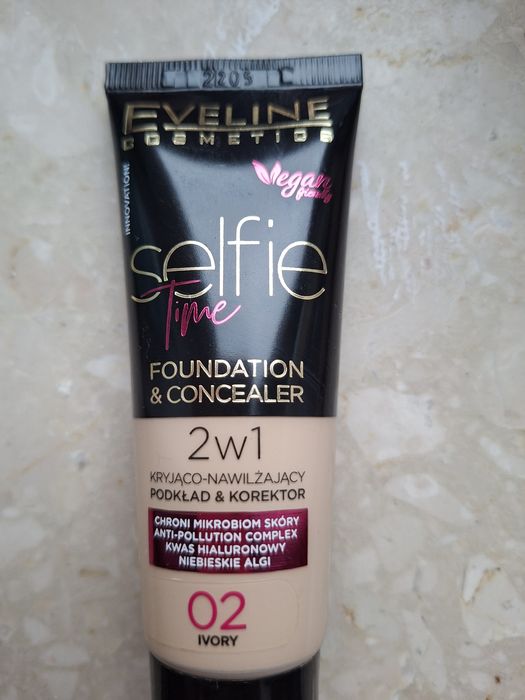 2205
EVELINE
COSMETICS
INNOVATION!
Vegan
friendly
selfie
Time
FOUNDATION
& CONCEALER
2w1
KRYJĄCO-NAWILŻAJĄCY
PODKŁAD & KOREKTOR
CHRONI MIKROBIOM SKÓRY
ANTI-POLLUTION COMPLEX
KWAS HIALURONOWY
NIEBIESKIE ALGI
02
IVORY